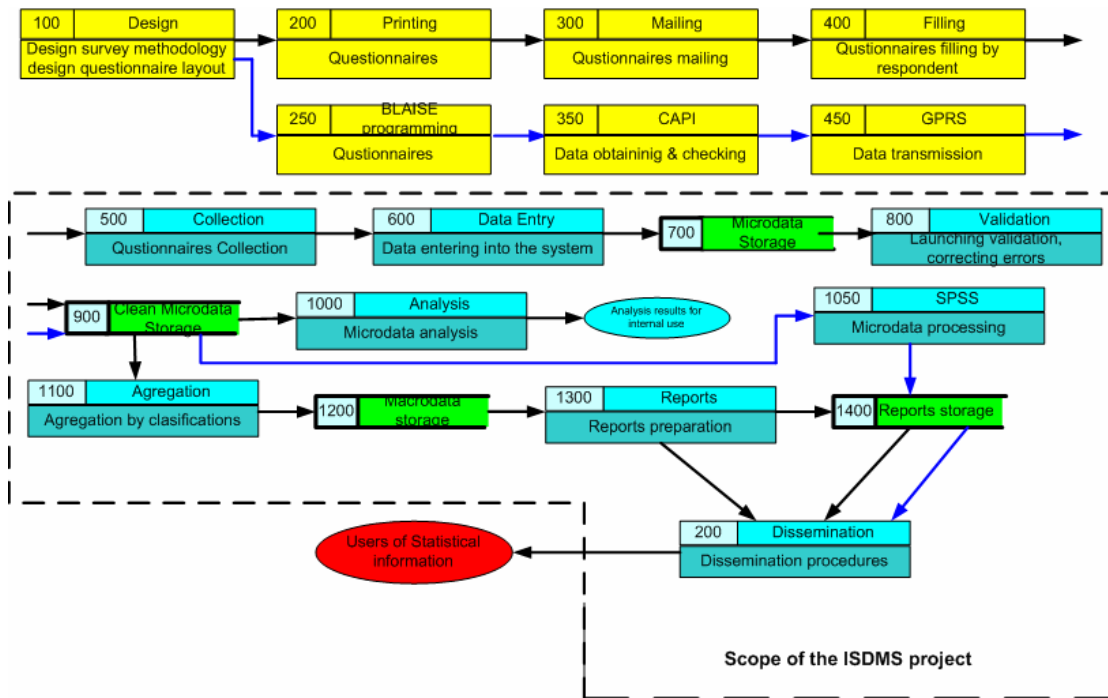 100 Design
Design survey methodology
design questionnaire layout
200 Printing
Questionnaires
300 Mailing
Qustionnaires mailing
400 Filling
Qustionnaires filling by
respondent
250 BLAISE
programming
Qustionnaires
350 CAPI
Data obtaininig & checking
450 GPRS
Data transmission
500 Collection
Qustionnaires Collection
600 Data Entry
Data entering into the system
700 Microdata
Storage
800 Validation
Launching validation,
correcting errors
900 Clean Microdata
Storage
1000 Analysis
Microdata analysis
Analysis results for
internal use
1050 SPSS
Microdata processing
1100 Agregation
Agregation by clasifications
1200 Macrodata
storage
1300 Reports
Reports preparation
1400 Reports storage
Users of Statistical
information
200 Dissemination
Dissemination procedures
Scope of the ISDMS project